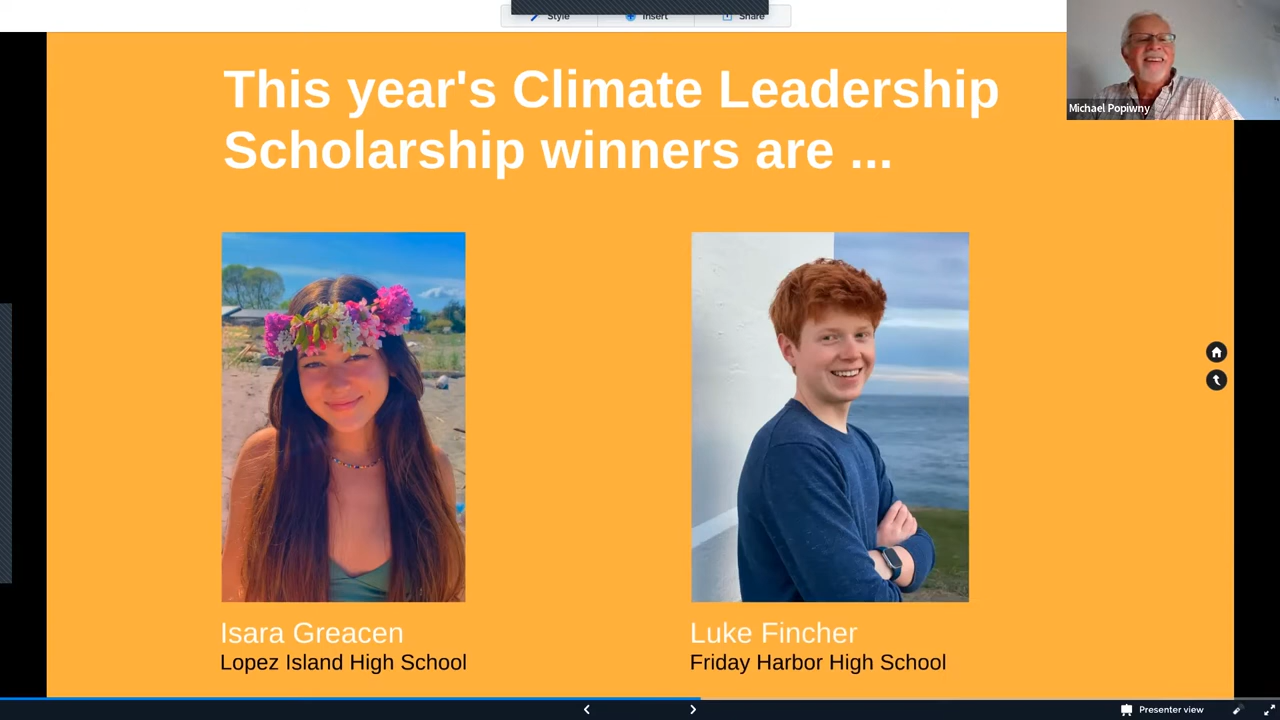 Style
Insert
Share
This year's Climate Leadership
Scholarship winners are ...
Michael Popiwny
Isara Greacen
Lopez Island High School
Luke Fincher
Friday Harbor High School
Presenter view